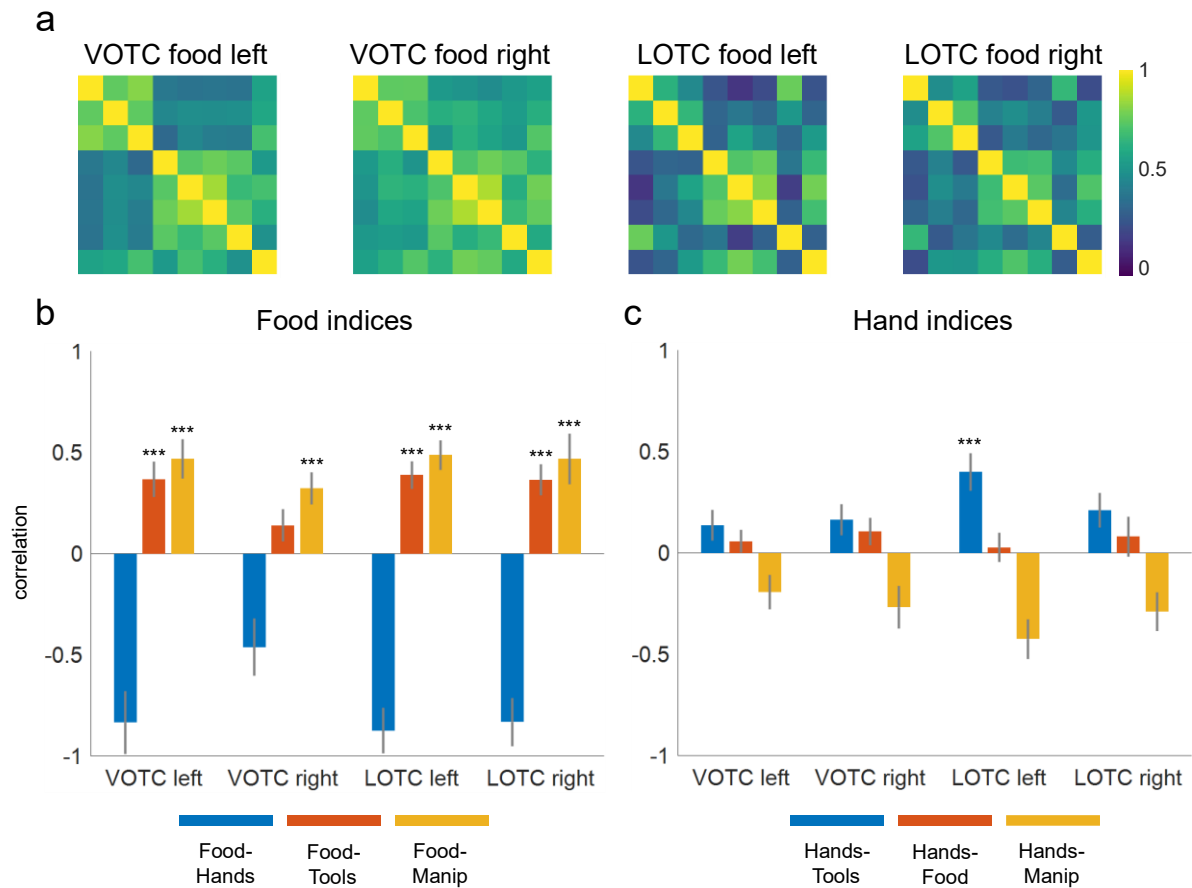 a
VOTC food left
VOTC food right
LOTC food left
LOTC food right
1
0.5
0
b
Food indices
correlation
1
0.5
0
-0.5
-1
***
***
***
***
***
***
***
VOTC left
VOTC right
LOTC left
LOTC right
Food-
Hands
Food-
Tools
Food-
Manip
c
Hand indices
1
0.5
0
-0.5
-1
***
VOTC left
VOTC right
LOTC left
LOTC right
Hands-
Tools
Hands-
Food
Hands-
Manip